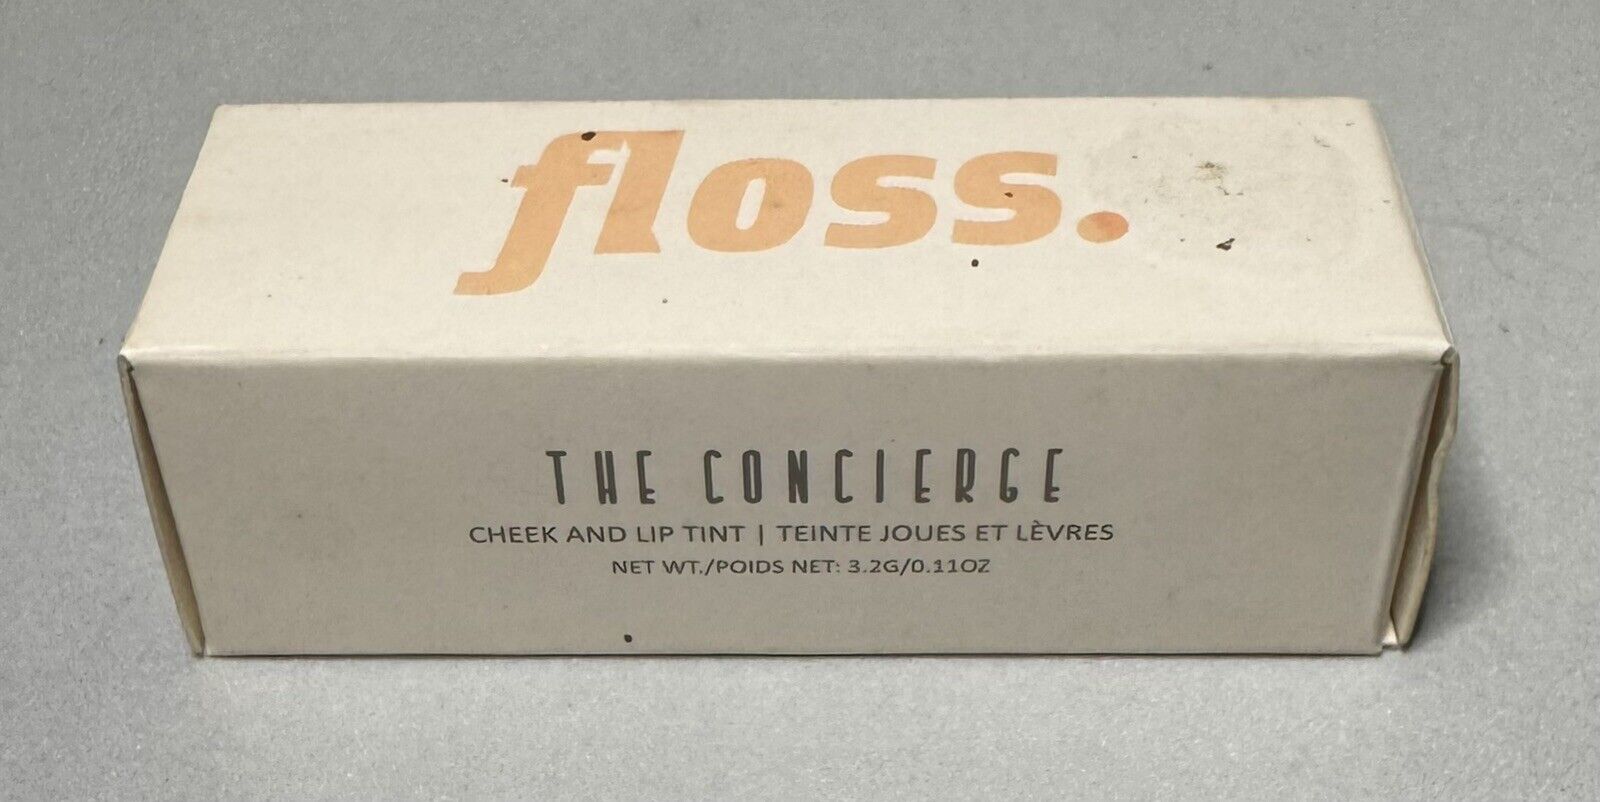 floss.
THE CONCIERGE
CHEEK AND LIP TINT | TEINTE JOUES ET LÈVRES
NET WT./POIDS NET: 3.2G/0.11OZ